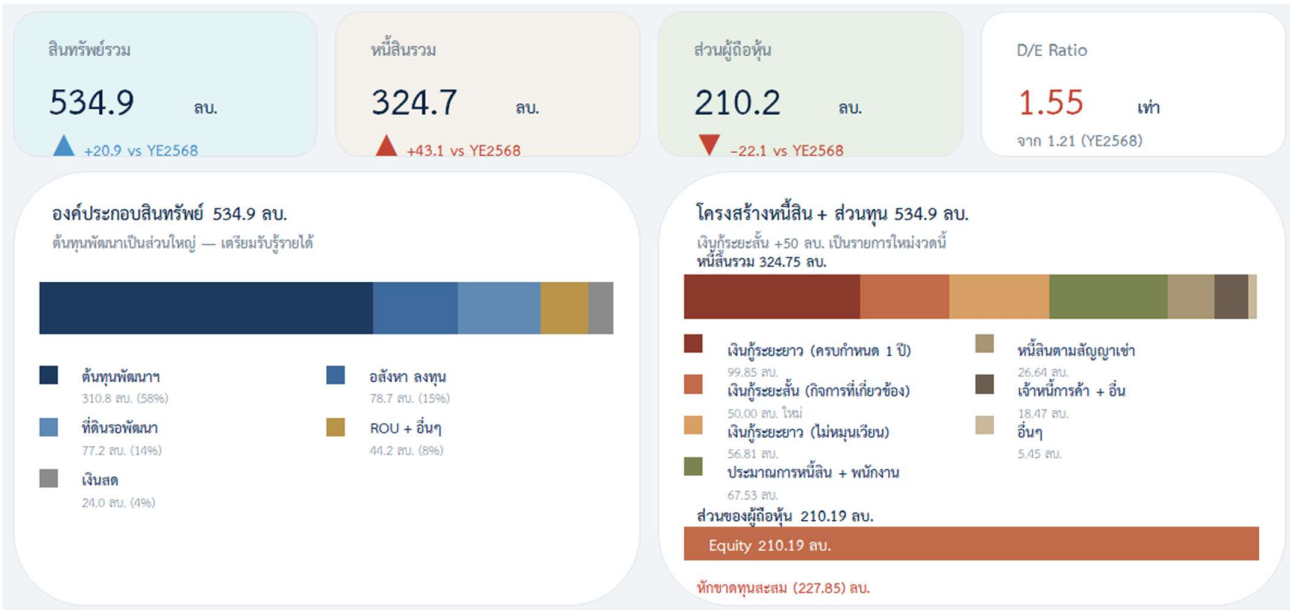 สินทรัพย์รวม
534.9 ลบ.
+20.9 vs YE2568
หนี้สินรวม
324.7 ลบ.
+43.1 vs YE2568
ส่วนผู้ถือหุ้น
210.2 ลบ.
-22.1 vs YE2568
D/E Ratio
1.55 เท่า
จาก 1.21 (YE2568)
องค์ประกอบสินทรัพย์ 534.9 ลบ.
ต้นทุนพัฒนาเป็นส่วนใหญ่ — เตรียมรับรู้รายได้
ต้นทุนพัฒนาฯ
310.8 ลบ. (58%)
อสังหา ลงทุน
78.7 ลบ. (15%)
ที่ดินรอพัฒนา
77.2 ลบ. (14%)
ROU + อื่นๆ
44.2 ลบ. (8%)
เงินสด
24.0 ลบ. (4%)
โครงสร้างหนี้สิน + ส่วนทุน 534.9 ลบ.
เงินกู้ระยะสั้น +50 ลบ. เป็นรายการใหม่งวดนี้
หนี้สินรวม 324.75 ลบ.
เงินกู้ระยะยาว (ครบกำหนด 1 ปี)
99.85 ลบ.
เงินกู้ระยะสั้น (กิจการที่เกี่ยวข้อง)
50.00 ลบ. ใหม่
เงินกู้ระยะยาว (ไม่หมุนเวียน)
56.81 ลบ.
ประมาณการหนี้สิน + พนักงาน
67.53 ลบ.
หนี้สินตามสัญญาเช่า
26.64 ลบ.
เจ้าหนี้การค้า + อื่น
18.47 ลบ.
อื่นๆ
5.45 ลบ.
ส่วนของผู้ถือหุ้น 210.19 ลบ.
Equity 210.19 ลบ.
หักขาดทุนสะสม (227.85) ลบ.